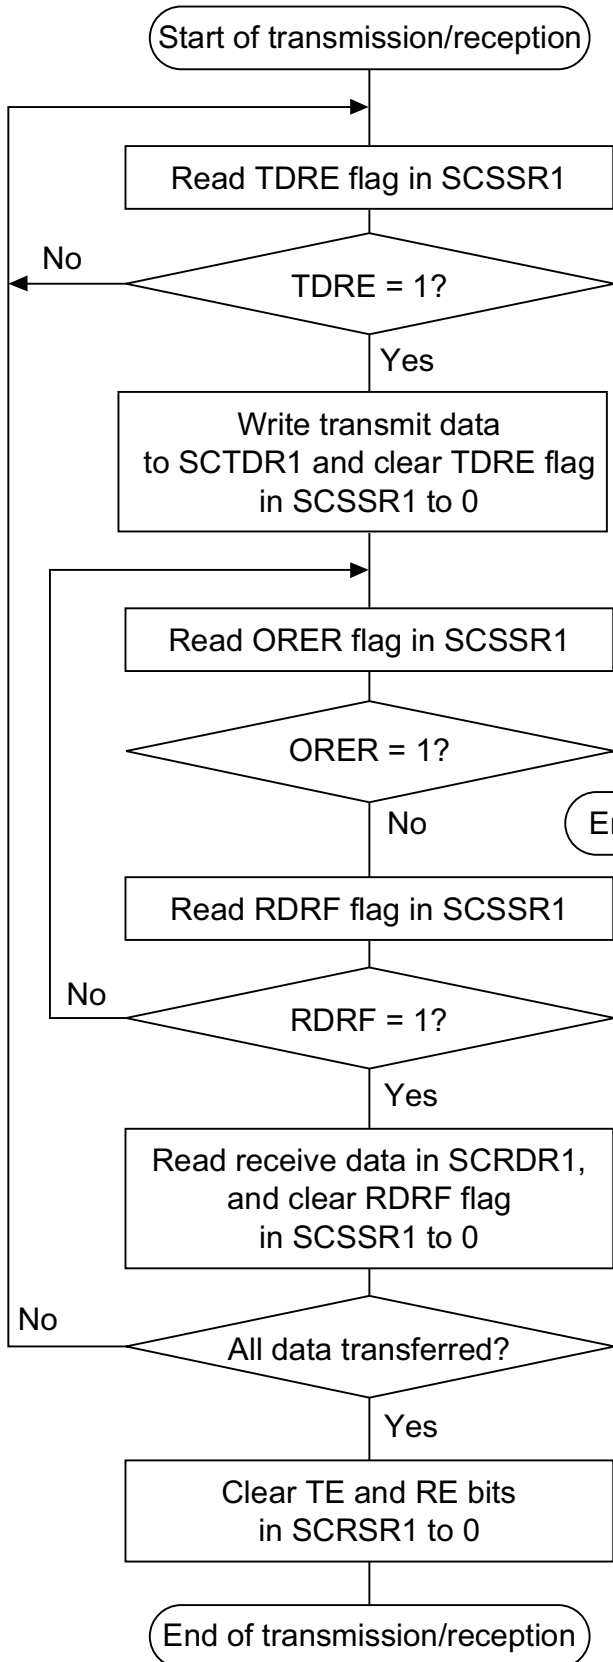 Start of transmission/reception
Read TDRE flag in SCSSR1
No
TDRE = 1?
Yes
Write transmit data
to SCTDR1 and clear TDRE flag
in SCSSR1 to 0
Read ORER flag in SCSSR1
ORER = 1?
No
Read RDRF flag in SCSSR1
No
RDRF = 1?
Yes
Read receive data in SCRDR1,
and clear RDRF flag
in SCSSR1 to 0
No
All data transferred?
Yes
Clear TE and RE bits
in SCRSR1 to 0
End of transmission/reception